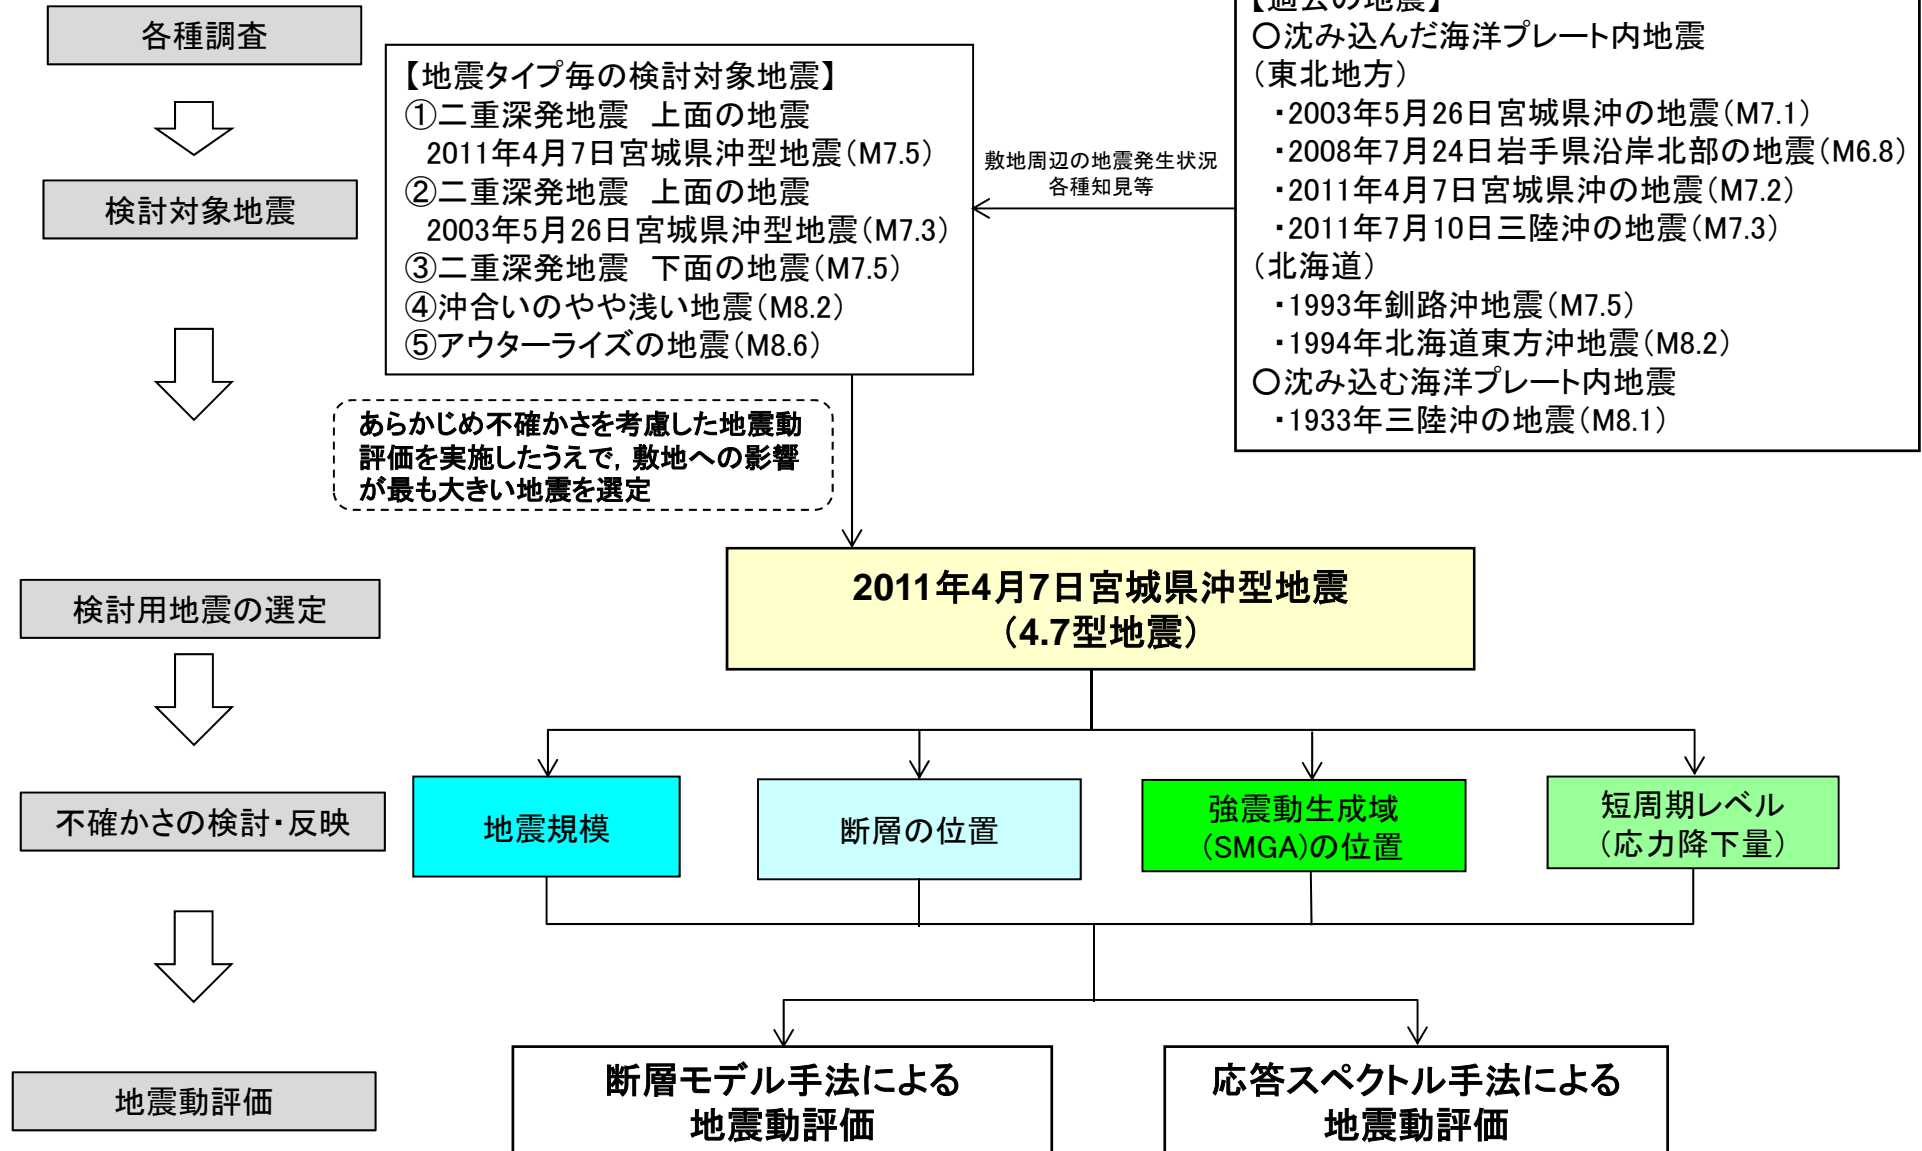 各種調査
【過去の地震】
○沈み込んだ海洋プレート内地震
（東北地方）
・2003年5月26日宮城県沖の地震（M7.1）
・2008年7月24日岩手県沿岸北部の地震（M6.8）
・2011年4月7日宮城県沖の地震（M7.2）
・2011年7月10日三陸沖の地震（M7.3）
（北海道）
・1993年釧路沖地震（M7.5）
・1994年北海道東方沖地震（M8.2）
○沈み込む海洋プレート内地震
・1933年三陸沖の地震（M8.1）
敷地周辺の地震発生状況
各種知見等
検討対象地震
【地震タイプ毎の検討対象地震】
①二重深発地震　上面の地震
2011年4月7日宮城県沖型地震（M7.5）
②二重深発地震　上面の地震
2003年5月26日宮城県沖型地震（M7.3）
③二重深発地震　下面の地震（M7.5）
④沖合いのやや浅い地震（M8.2）
⑤アウターライズの地震（M8.6）
あらかじめ不確かさを考慮した地震動
評価を実施したうえで，敷地への影響
が最も大きい地震を選定
検討用地震の選定
2011年4月7日宮城県沖型地震
（4.7型地震）
不確かさの検討・反映
地震規模
断層の位置
強震動生成域
(SMGA)の位置
短周期レベル
（応力降下量）
地震動評価
断層モデル手法による
地震動評価
応答スペクトル手法による
地震動評価